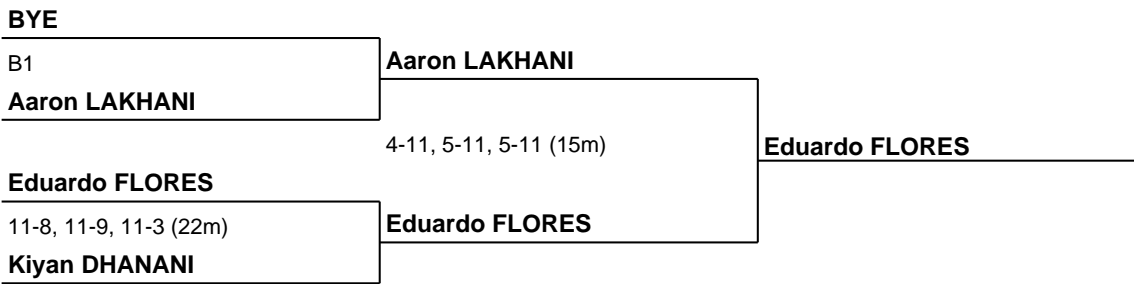 BYE
B1
Aaron LAKHANI
Aaron LAKHANI
4-11, 5-11, 5-11 (15m)
Eduardo FLORES
Eduardo FLORES
11-8, 11-9, 11-3 (22m)
Eduardo FLORES
Kiyan DHANANI